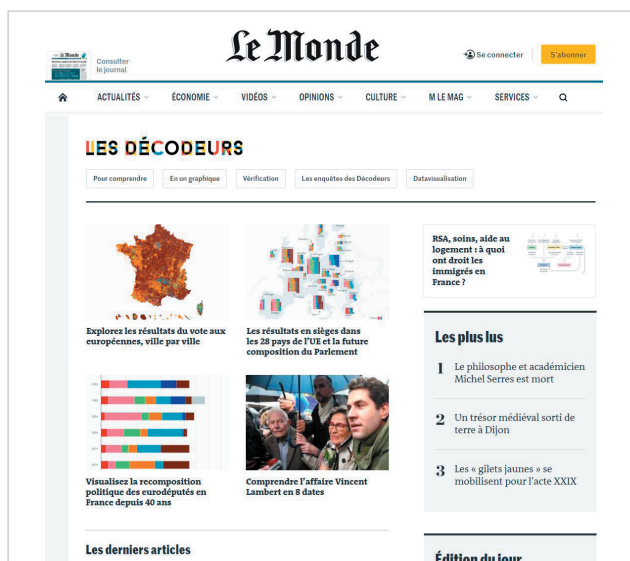 Le Monde
Consulter
le journal
Le Monde
Se connecter
S'abonner
ACTUALITÉS
ÉCONOMIE
VIDÉOS
OPINIONS
CULTURE
M LE MAG
SERVICES
LES DÉCODEURS
Pour comprendre
En un graphique
Vérification
Les enquêtes des Décodeurs
Datavisualisation
Explorez les résultats du vote aux
européennes, ville par ville
Les résultats en sièges dans
les 28 pays de l'UE et la future
composition du Parlement
RSA, soins, aide au
logement : à quoi
ont droit les
immigrés en
France ?
Visualisez la recomposition
politique des eurodéputés en
France depuis 40 ans
Comprendre l'affaire Vincent
Lambert en 8 dates
Les plus lus
1 Le philosophe et académicien
Michel Serres est mort
2 Un trésor médiéval sorti de
terre à Dijon
3 Les « gilets jaunes » se
mobilisent pour l'acte XXIX
Les derniers articles
Édition du jour